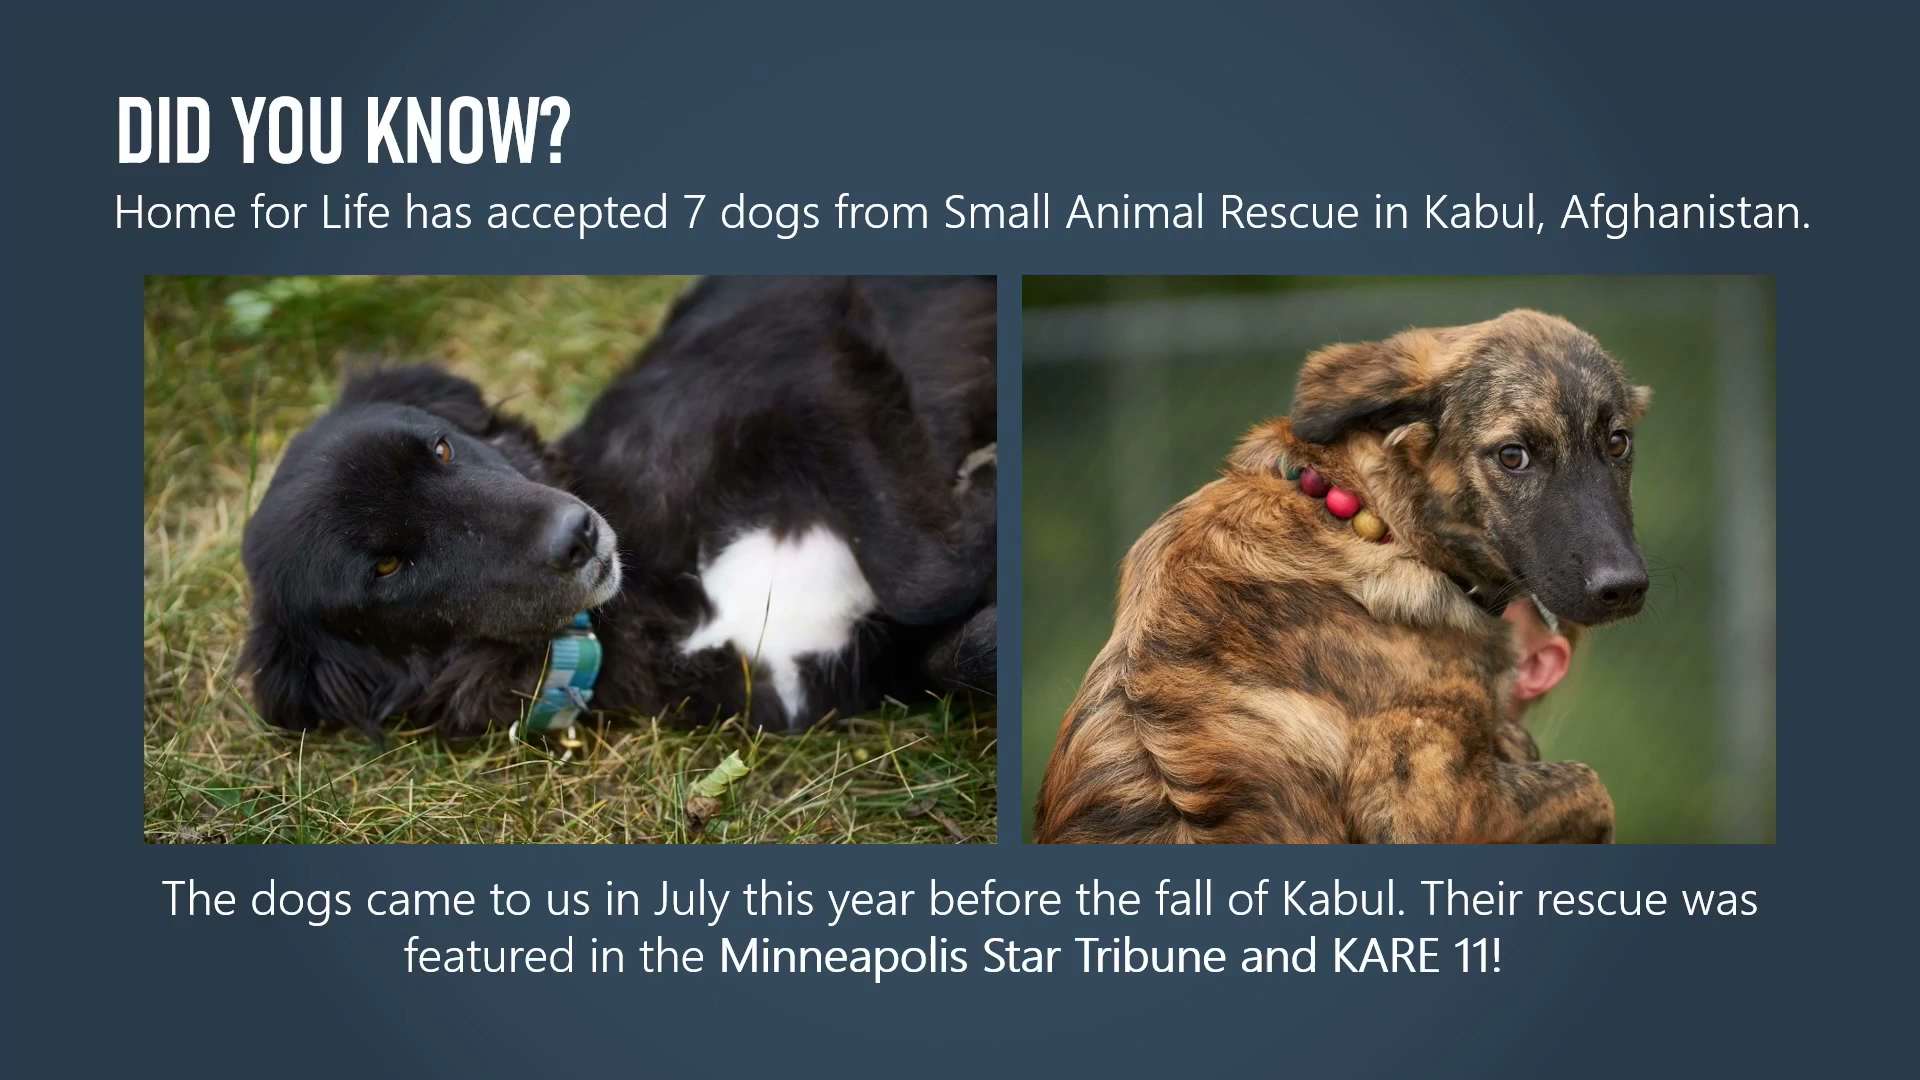 DID YOU KNOW?
Home for Life has accepted 7 dogs from Small Animal Rescue in Kabul, Afghanistan.
The dogs came to us in July this year before the fall of Kabul. Their rescue was
featured in the Minneapolis Star Tribune and KARE 11!